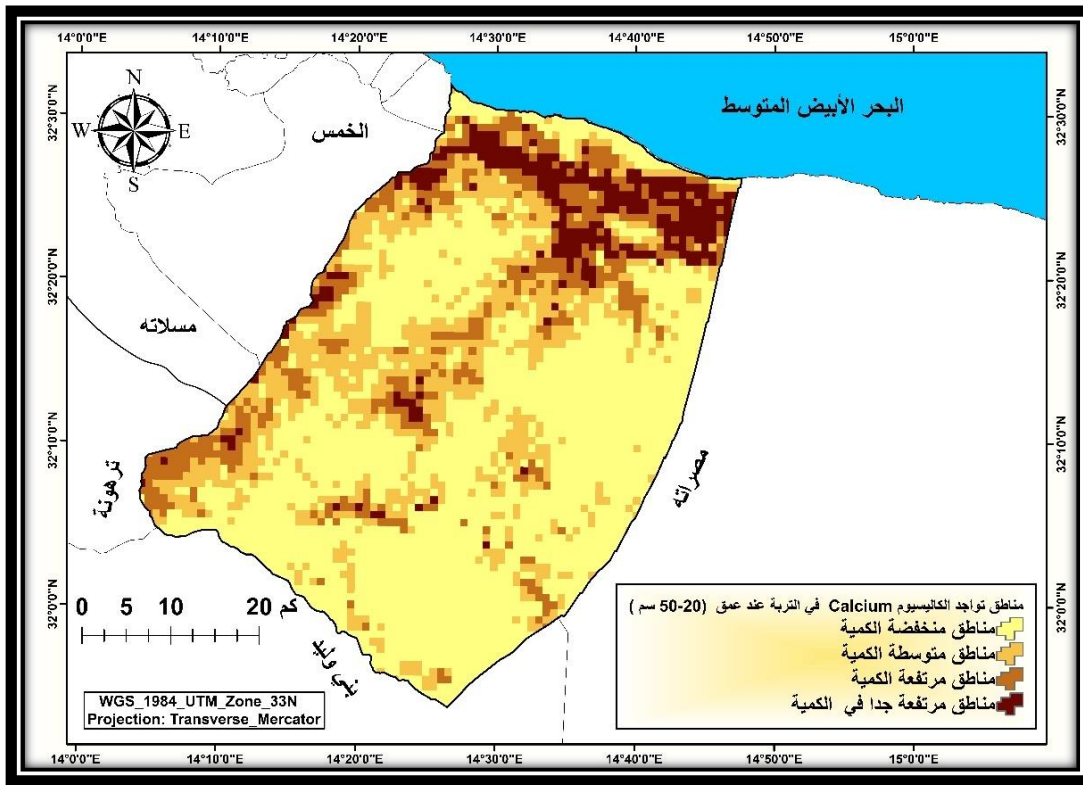 14°0'0"E 14°10'0"E 14°20'0"E 14°30'0"E 14°40'0"E 14°50'0"E 15°0'0"E
32°30'0"N 32°30'0"N
N
W E
S
البحر الأبيض المتوسط
الخمس
32°20'0"N 32°20'0"N
مسلاته
32°10'0"N 32°10'0"N
ترهونة
مصراته
32°0'0"N 32°0'0"N
0 5 10 20 كم
بني وليد
WGS_1984_UTM_Zone_33N
Projection: Transverse_Mercator
مناطق تواجد الكاليسيوم Calcium في التربة عند عمق (20-50 سم )
مناطق منخفضة الكمية
مناطق متوسطة الكمية
مناطق مرتفعة الكمية
مناطق مرتفعة جدا في الكمية
14°0'0"E 14°10'0"E 14°20'0"E 14°30'0"E 14°40'0"E 14°50'0"E 15°0'0"E